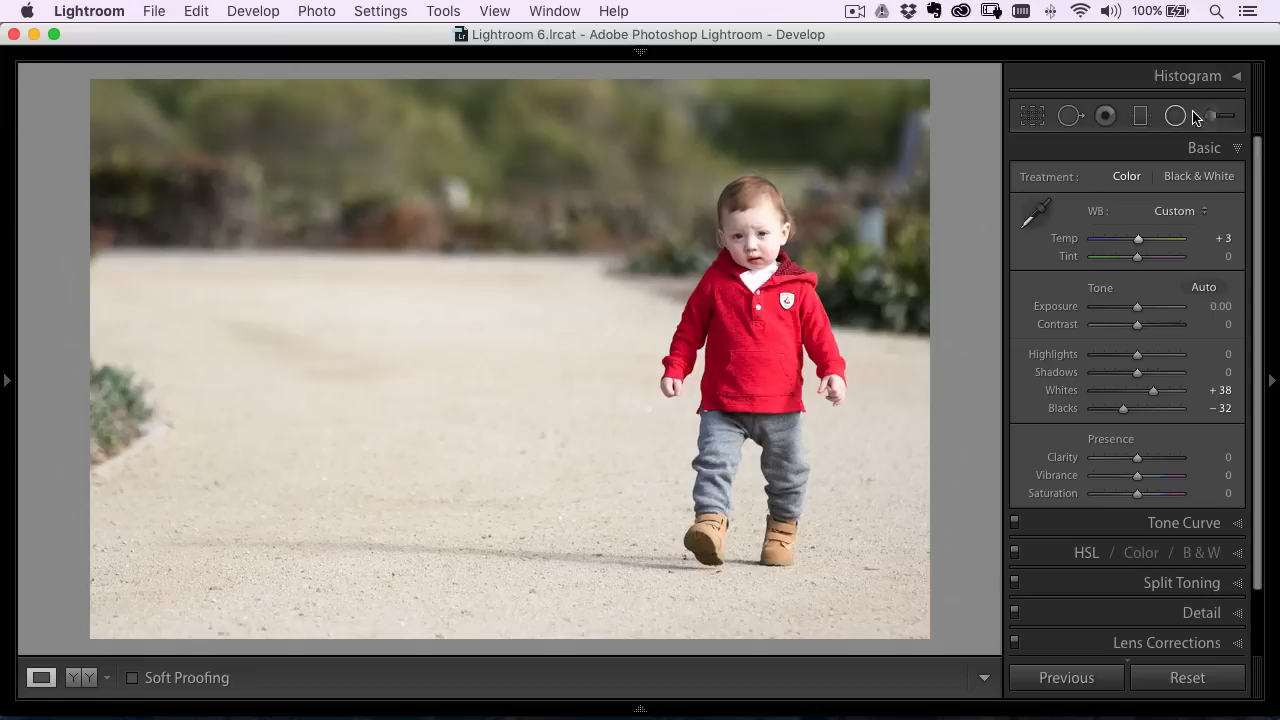 Lightroom File Edit Develop Photo Settings Tools View Window Help 100%
Lightroom 6.lrcat - Adobe Photoshop Lightroom - Develop
Histogram
Basic
Treatment : Color Black & White
WB : Custom
Temp + 3
Tint 0
Tone Auto
Exposure 0.00
Contrast 0
Highlights 0
Shadows 0
Whites + 38
Blacks − 32
Presence
Clarity 0
Vibrance 0
Saturation 0
Tone Curve
HSL / Color / B & W
Split Toning
Detail
Lens Corrections
Y Y Soft Proofing Previous Reset